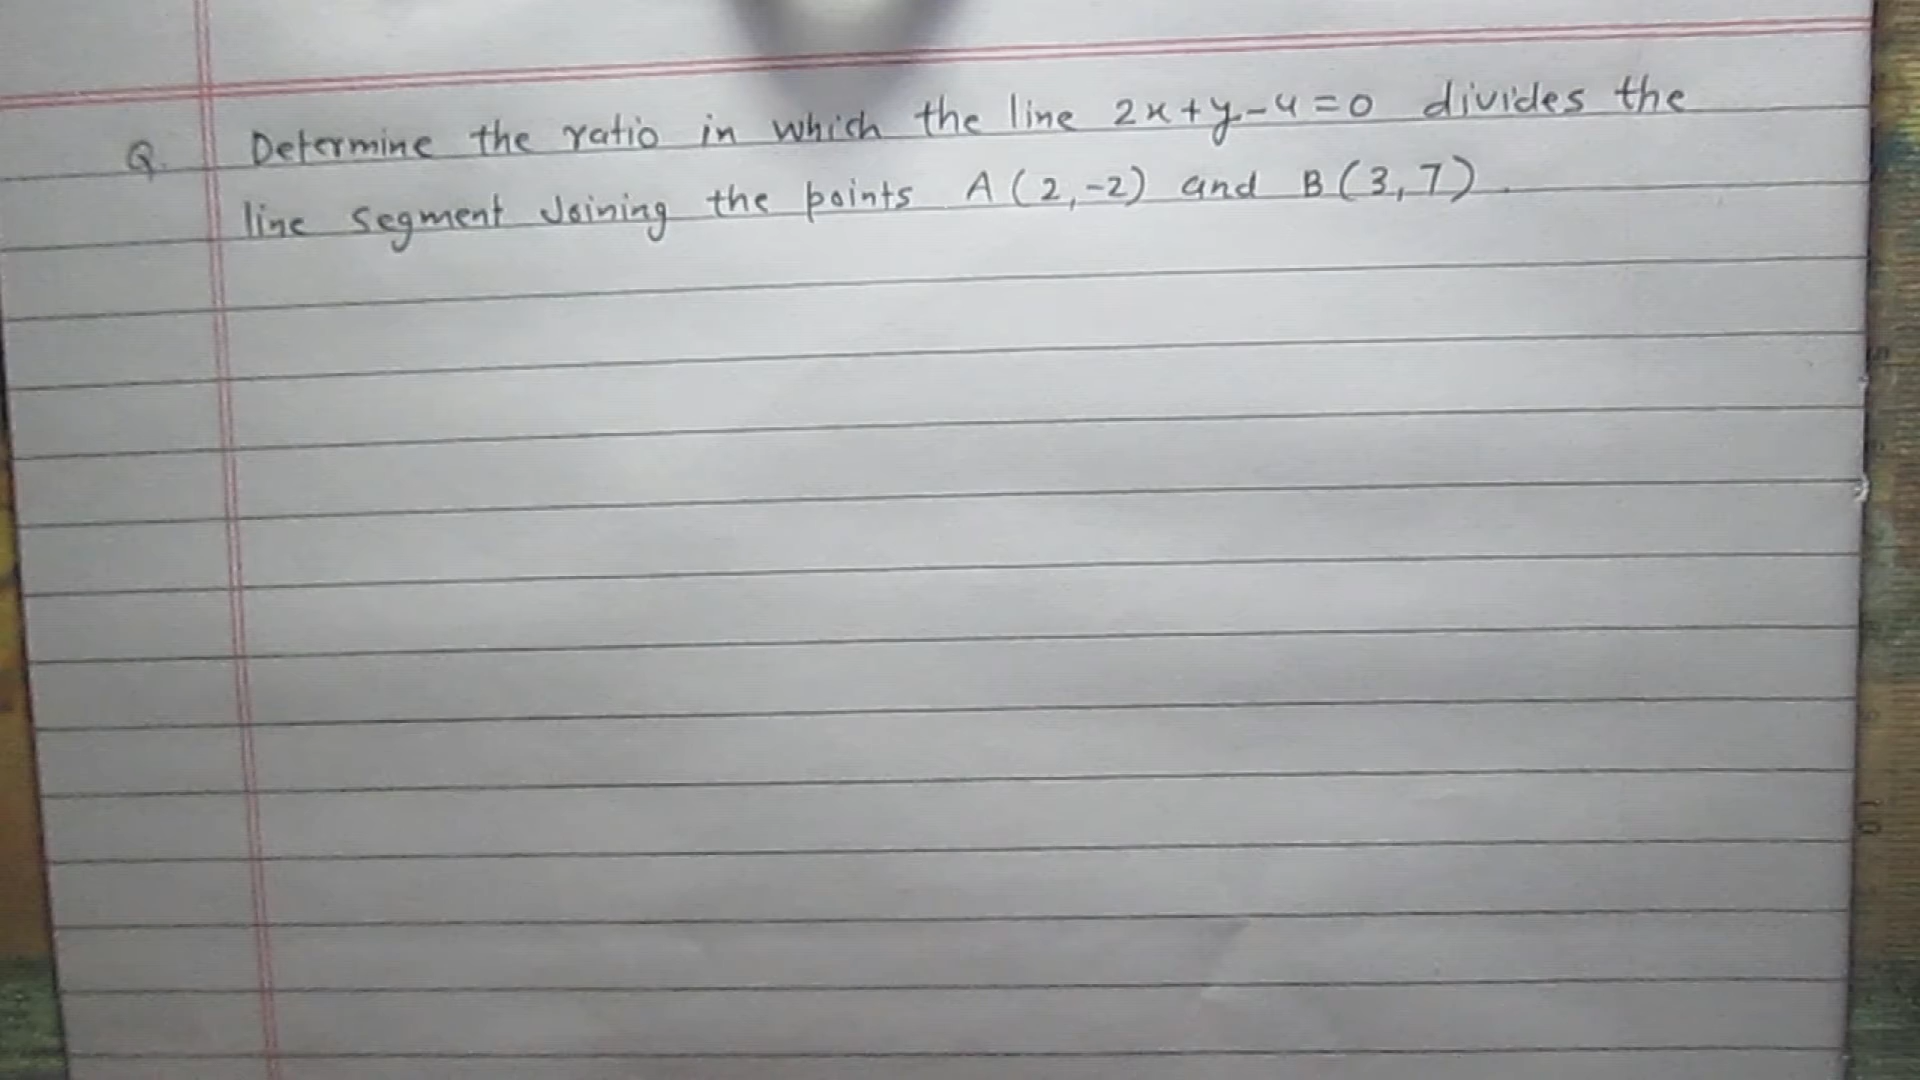 Q. Determine the ratio in which the line 2x+y-4=0 divides the
line segment Joining the points A(2,-2) and B(3,7).